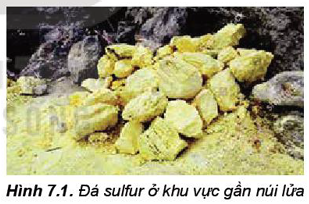 Hình 7.1. Đá sulfur ở khu vực gần núi lửa